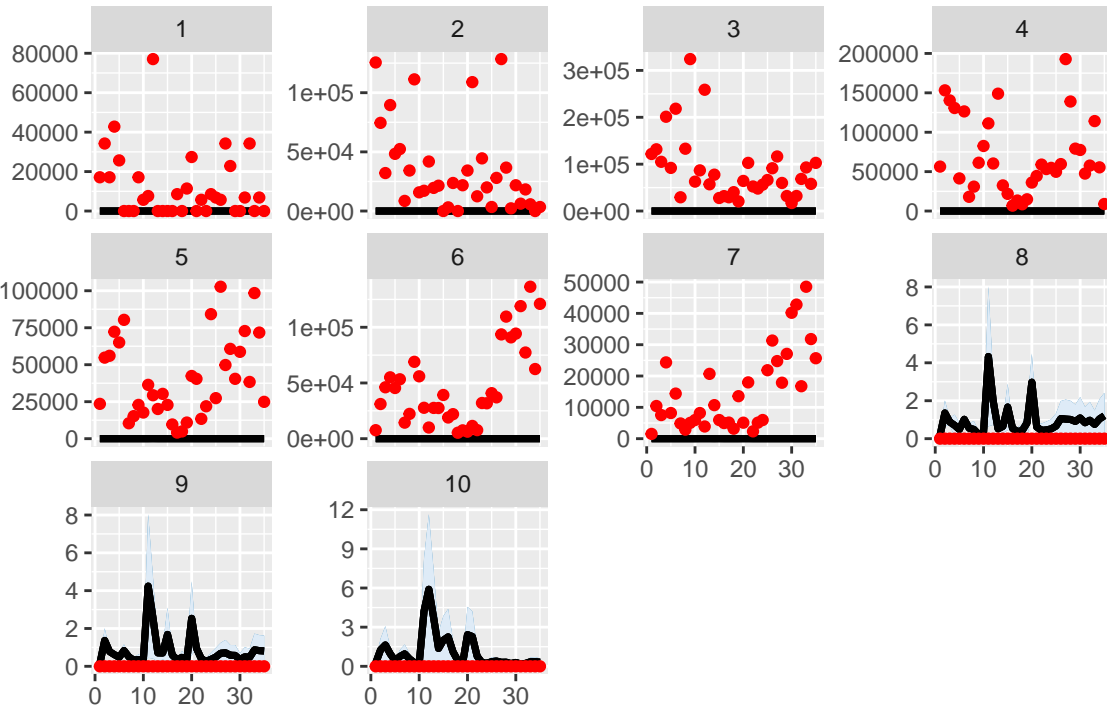 1 2 3 4
80000 1e+05 3e+05 200000
60000 5e+04 2e+05 150000
40000 0e+00 1e+05 100000
20000 0e+00 50000
0 0
5 6 7 8
100000 1e+05 50000 8
75000 5e+04 40000 6
50000 0e+00 30000 4
25000 20000 2
0 10000 0
0
0 10 20 30 0 10 20 30
9 10
8 12
6 9
4 6
2 3
0 0
0 10 20 30 0 10 20 30